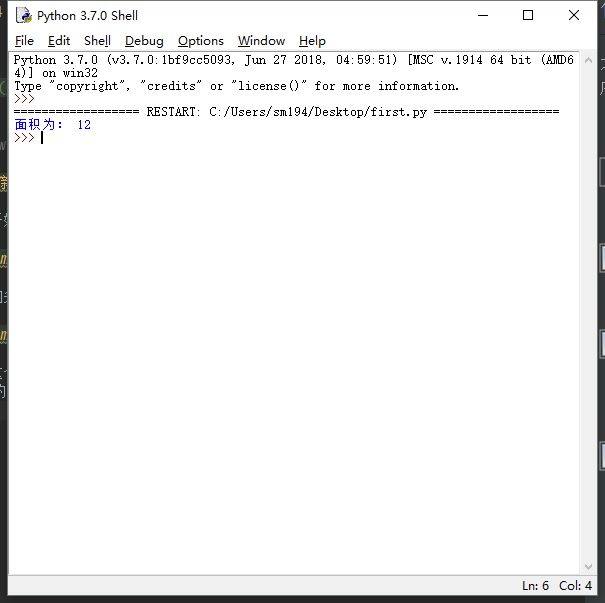 Python 3.7.0 Shell
File Edit Shell Debug Options Window Help
Python 3.7.0 (v3.7.0:1bf9cc5093, Jun 27 2018, 04:59:51) [MSC v.1914 64 bit (AMD6
4)] on win32
Type "copyright", "credits" or "license()" for more information.
>>>
================== RESTART: C:/Users/sm194/Desktop/first.py ==================
面积为： 12
>>>
Ln: 6 Col: 4